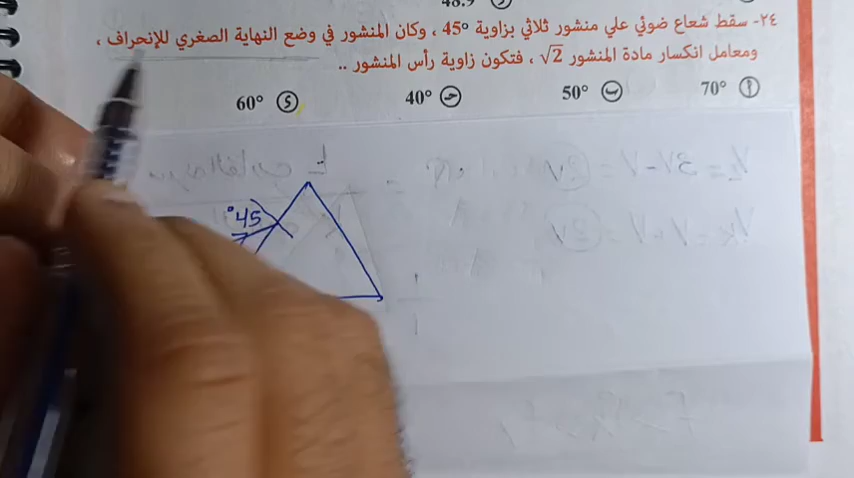 ٢٤- سقط شعاع ضوئي علي منشور ثلاثي بزاوية 45° ، وكان المنشور في وضع النهاية الصغري للإنحراف ،
ومعامل انكسار مادة المنشور √2 ، فتكون زاوية رأس المنشور ..
أ 70° ب 50° ج 40° د 60°
45°